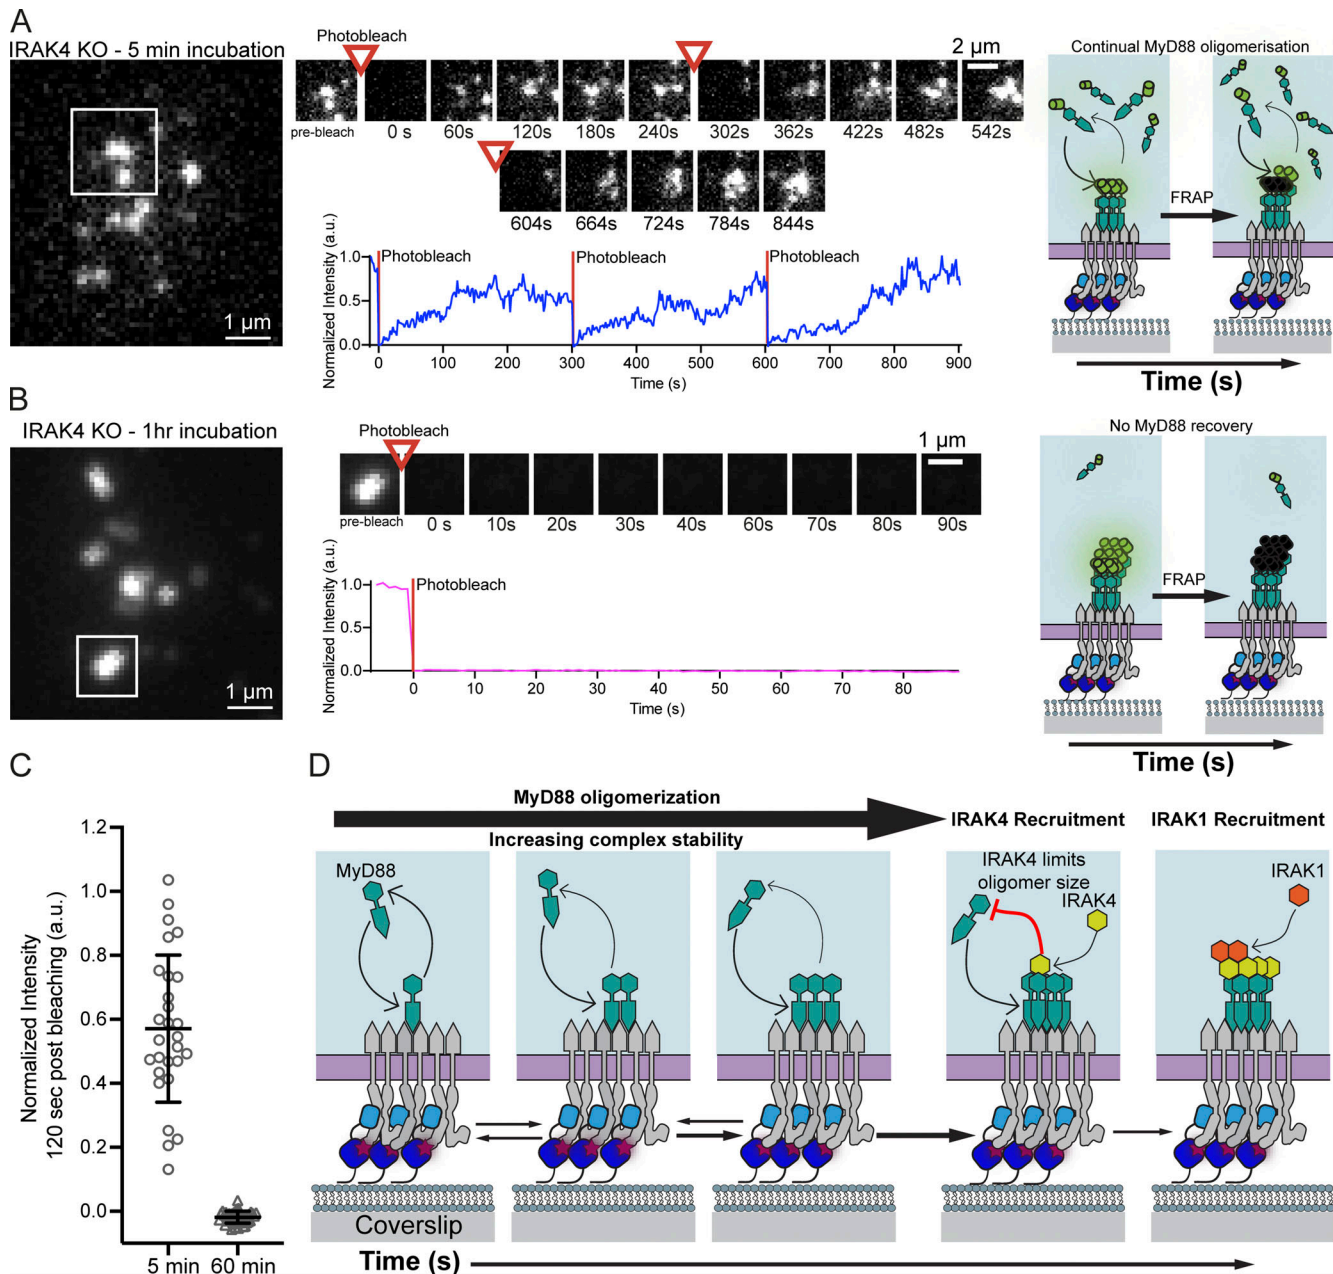 A
IRAK4 KO - 5 min incubation
1 µm
Photobleach
2 µm
pre-bleach
0 s
60s
120s
180s
240s
302s
362s
422s
482s
542s
604s
664s
724s
784s
844s
Normalized Intensity (a.u.)
1.0
0.5
0.0
Photobleach
Photobleach
Photobleach
0
100
200
300
400
500
600
700
800
900
Time (s)
Continual MyD88 oligomerisation
FRAP
Time (s)
B
IRAK4 KO - 1hr incubation
1 µm
Photobleach
1 µm
pre-bleach
0 s
10s
20s
30s
40s
60s
70s
80s
90s
Normalized Intensity (a.u.)
1.0
0.5
0.0
Photobleach
0
10
20
30
40
50
60
70
80
Time (s)
No MyD88 recovery
FRAP
Time (s)
C
Normalized Intensity
120 sec post bleaching (a.u.)
1.2
1.0
0.8
0.6
0.4
0.2
0.0
5 min
60 min
D
MyD88 oligomerization
Increasing complex stability
IRAK4 Recruitment
IRAK1 Recruitment
MyD88
IRAK4 limits
oligomer size
IRAK4
IRAK1
Coverslip
Time (s)